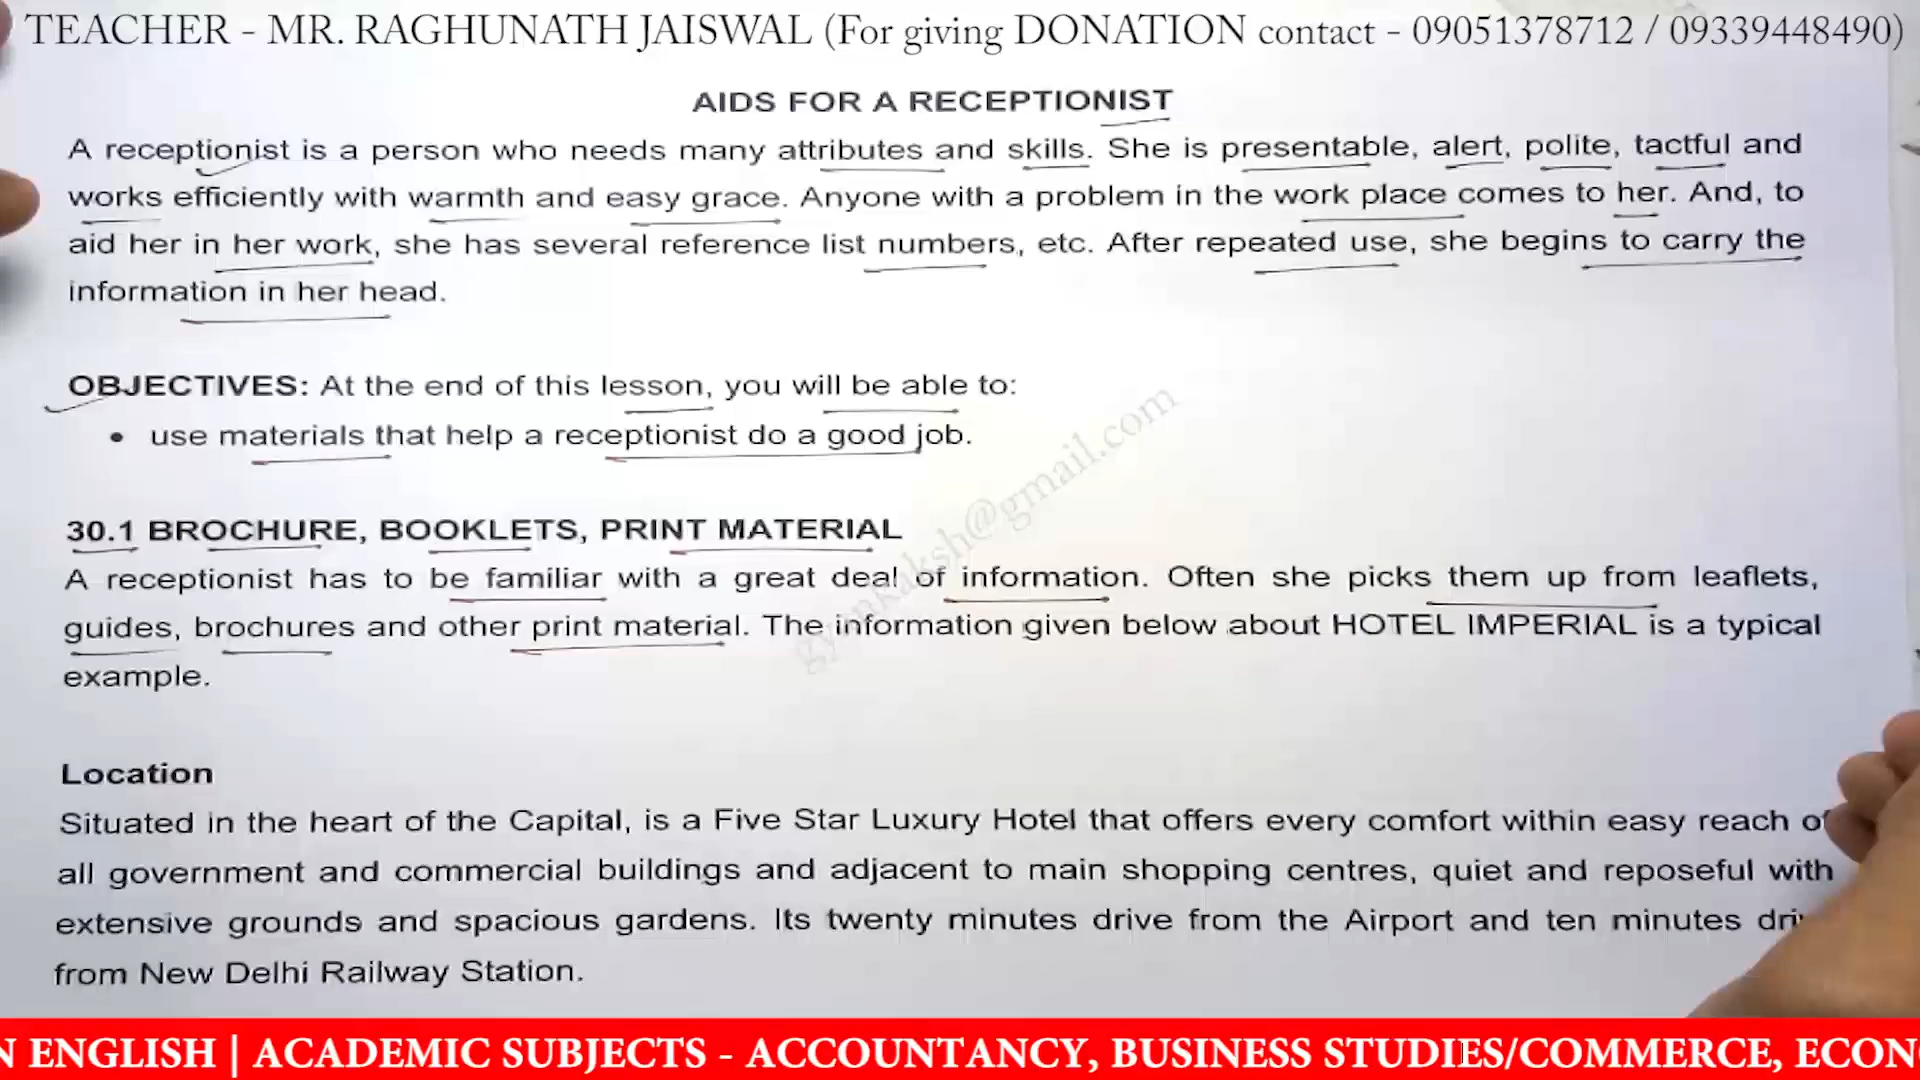 TEACHER - MR. RAGHUNATH JAISWAL (For giving DONATION contact - 09051378712 / 09339448490)
AIDS FOR A RECEPTIONIST
A receptionist is a person who needs many attributes and skills. She is presentable, alert, polite, tactful and
works efficiently with warmth and easy grace. Anyone with a problem in the work place comes to her. And, to
aid her in her work, she has several reference list numbers, etc. After repeated use, she begins to carry the
information in her head.
OBJECTIVES: At the end of this lesson, you will be able to:
• use materials that help a receptionist do a good job.
30.1 BROCHURE, BOOKLETS, PRINT MATERIAL
A receptionist has to be familiar with a great deal of information. Often she picks them up from leaflets,
guides, brochures and other print material. The information given below about HOTEL IMPERIAL is a typical
example.
gyankaksh@gmail.com
Location
Situated in the heart of the Capital, is a Five Star Luxury Hotel that offers every comfort within easy reach of
all government and commercial buildings and adjacent to main shopping centres, quiet and reposeful with
extensive grounds and spacious gardens. Its twenty minutes drive from the Airport and ten minutes
from New Delhi Railway Station.
N ENGLISH | ACADEMIC SUBJECTS - ACCOUNTANCY, BUSINESS STUDIES/COMMERCE, ECON